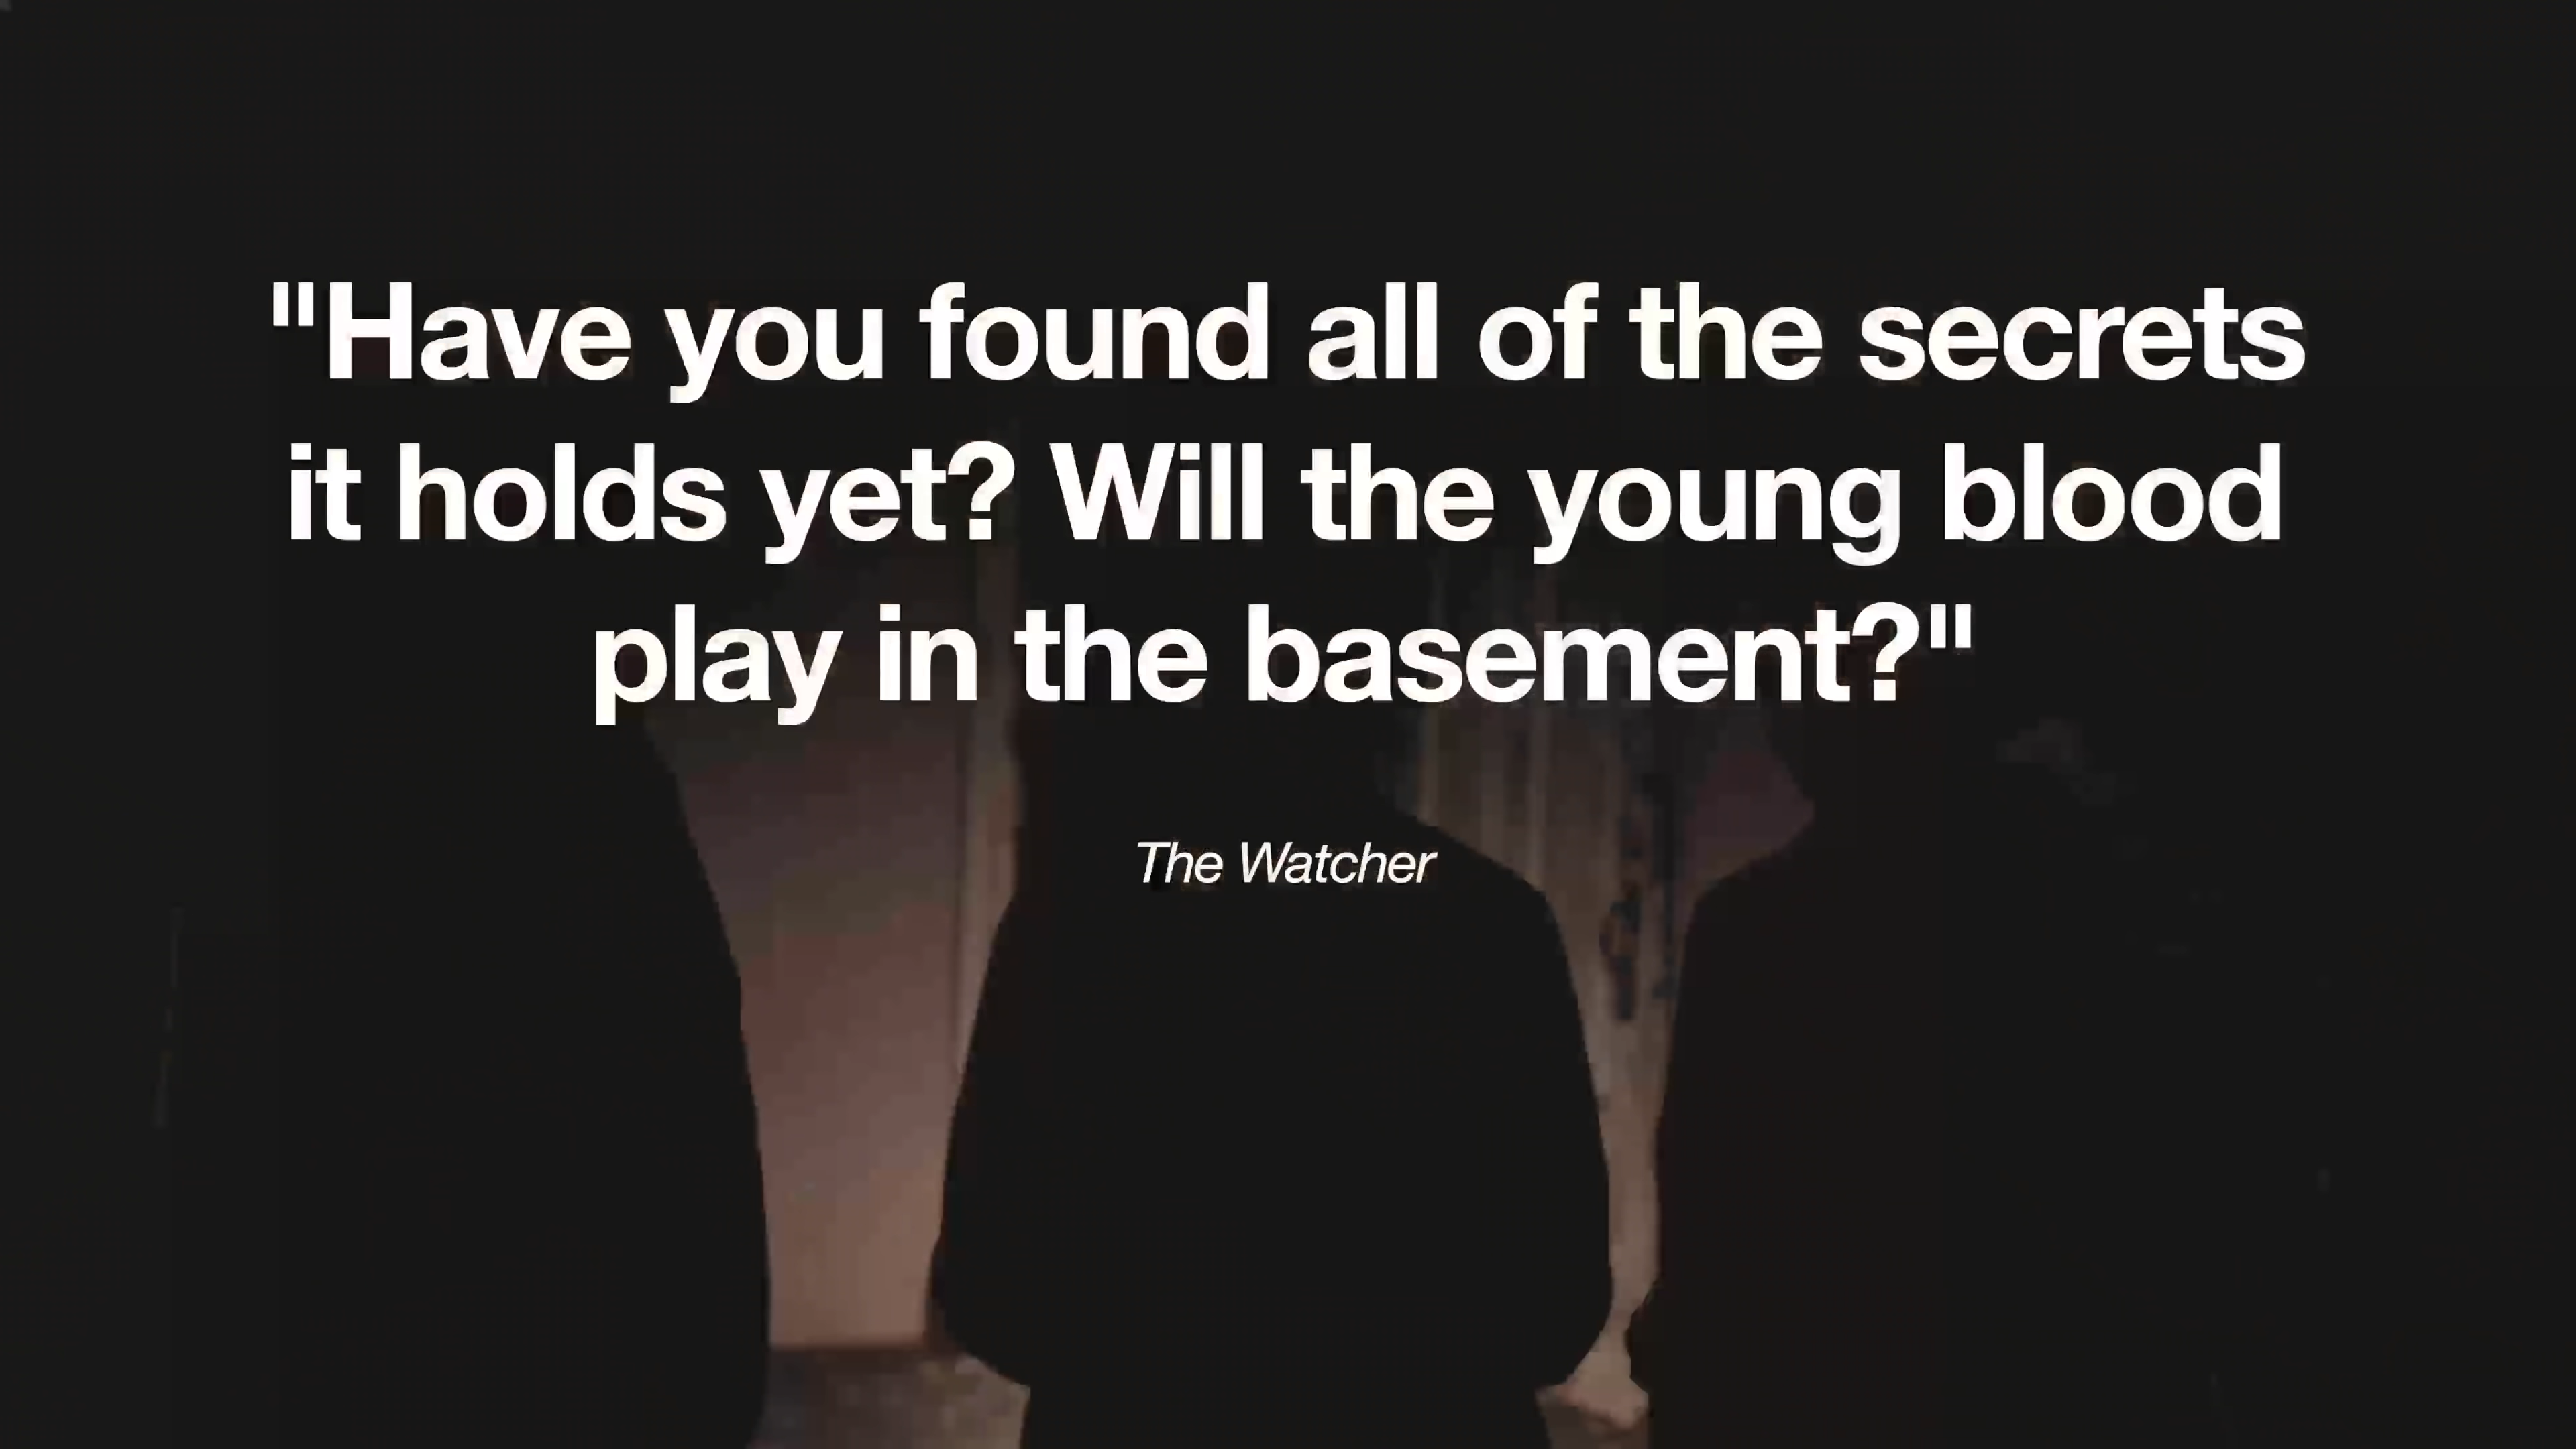 "Have you found all of the secrets
it holds yet? Will the young blood
play in the basement?"
The Watcher